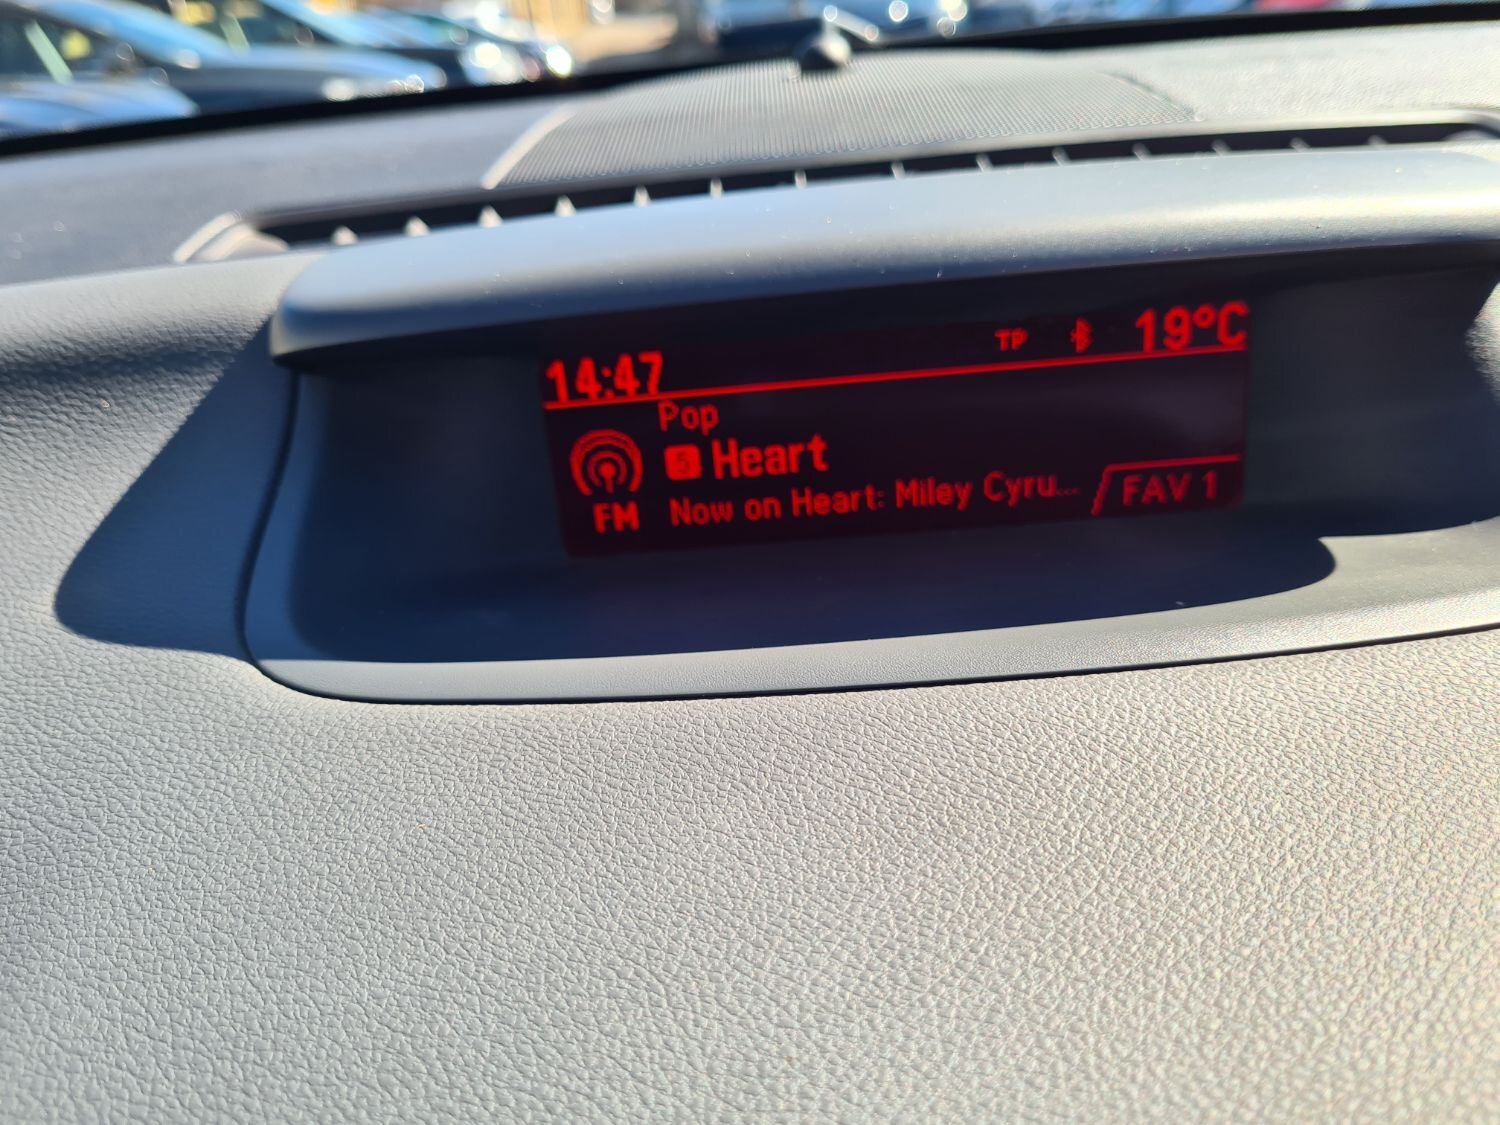 14:47 TP 19°C
Pop
5 Heart
FM Now on Heart: Miley Cyru... FAV 1